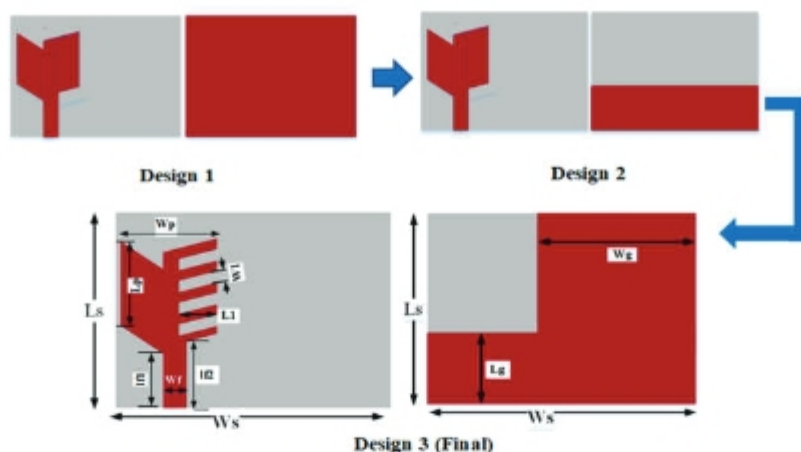 Design 1
Design 2
Wp
Ls
Lp
W1
L1
lf1
Wf
lf2
Ws
Wg
Ls
Lg
Ws
Design 3 (Final)